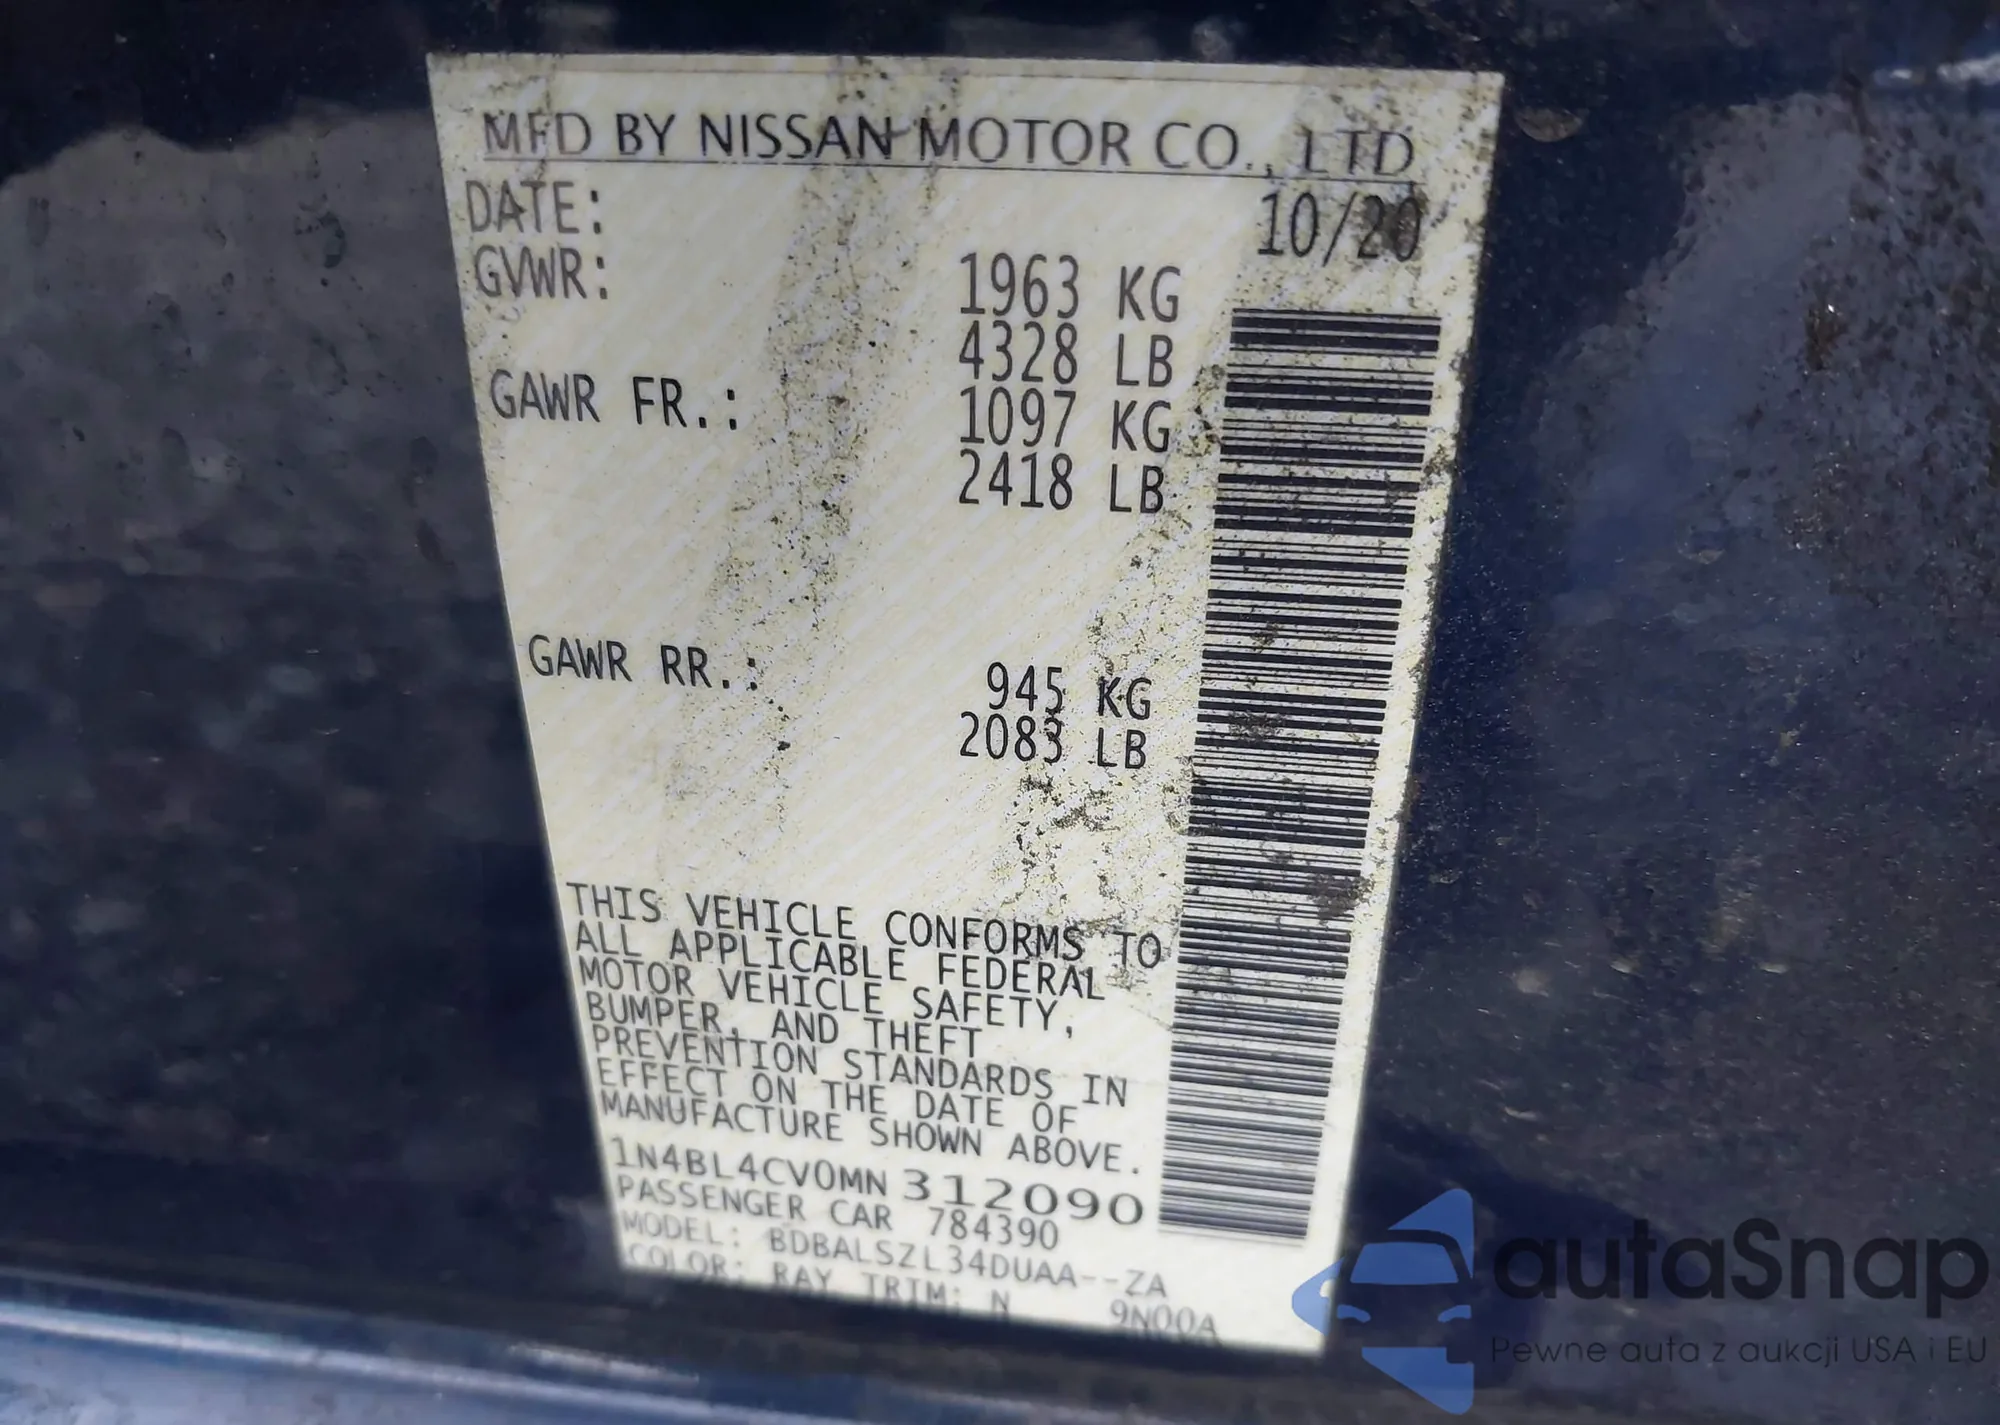 MFD BY NISSAN MOTOR CO., LTD
DATE: 10/20
GVWR: 1963 KG
4328 LB
GAWR FR.: 1097 KG
2418 LB
GAWR RR.: 945 KG
2083 LB
THIS VEHICLE CONFORMS TO
ALL APPLICABLE FEDERAL
MOTOR VEHICLE SAFETY,
BUMPER, AND THEFT
PREVENTION STANDARDS IN
EFFECT ON THE DATE OF
MANUFACTURE SHOWN ABOVE.
1N4BL4CV0MN312090
PASSENGER CAR 784390
MODEL: BDBALSZL34DUAA--ZA
COLOR: RAY TRIM: N 9N00A
autaSnap
Pewne auta z aukcji USA i EU